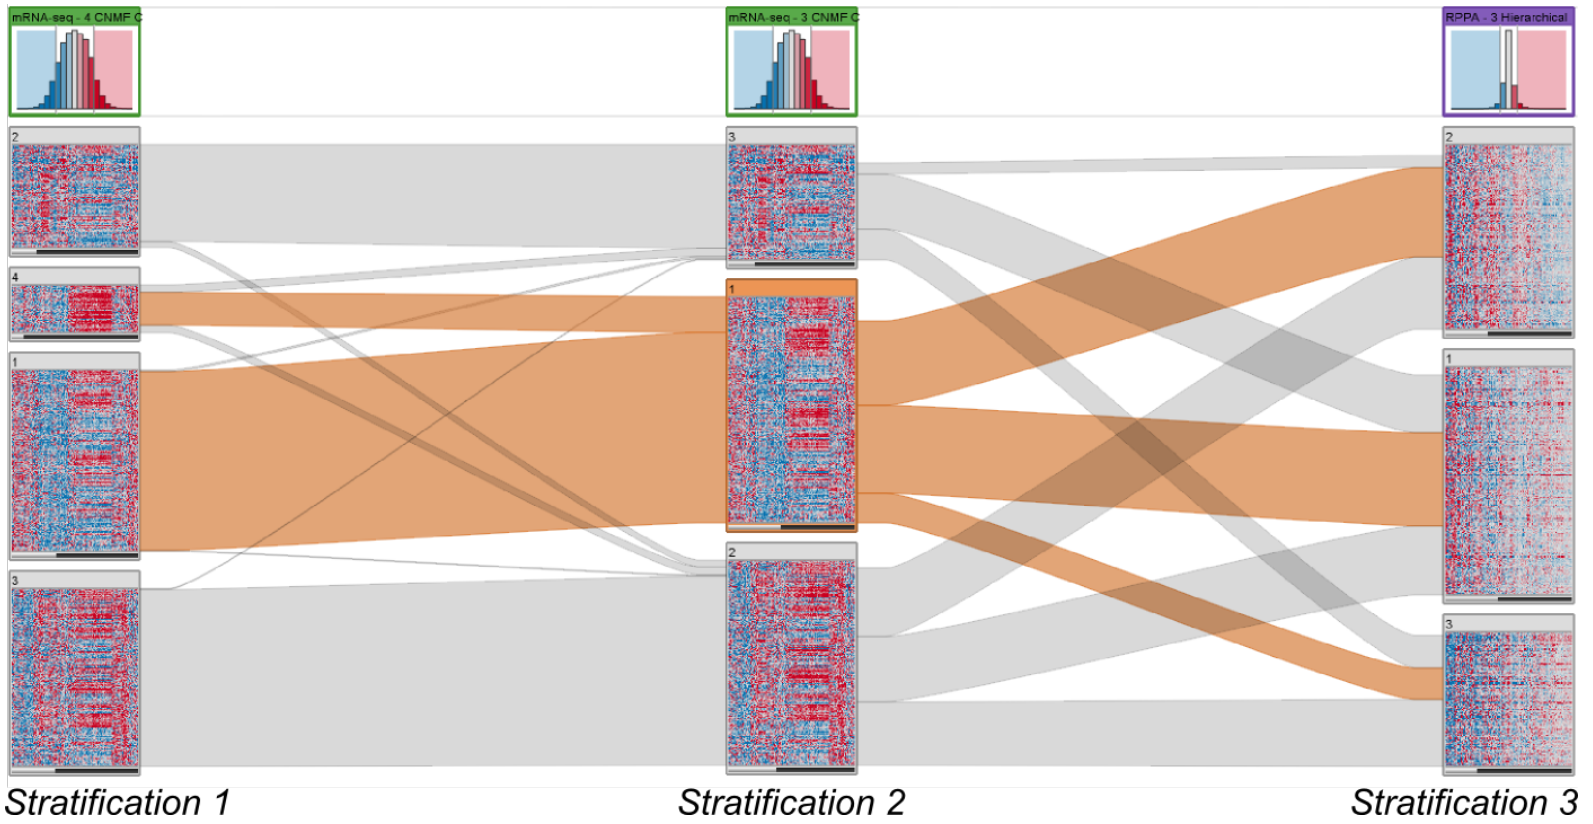 mRNA-seq - 4 CNMF C
mRNA-seq - 3 CNMF C
RPPA - 3 Hierarchical
2
4
1
3
3
1
2
2
1
3
Stratification 1
Stratification 2
Stratification 3